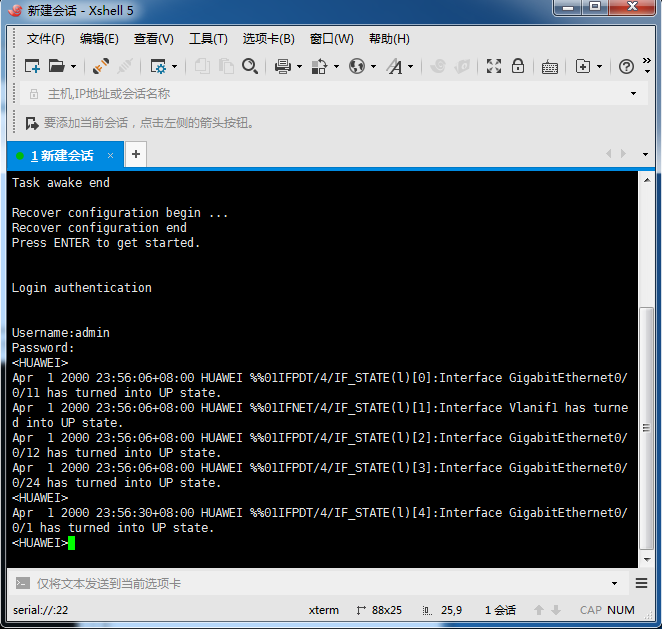 新建会话 - Xshell 5
文件(F) 编辑(E) 查看(V) 工具(T) 选项卡(B) 窗口(W) 帮助(H)
主机,IP地址或会话名称
要添加当前会话，点击左侧的箭头按钮。
1 新建会话
Task awake end
Recover configuration begin ...
Recover configuration end
Press ENTER to get started.
Login authentication
Username:admin
Password:
<HUAWEI>
Apr  1 2000 23:56:06+08:00 HUAWEI %%01IFPDT/4/IF_STATE(l)[0]:Interface GigabitEthernet0/
0/11 has turned into UP state.
Apr  1 2000 23:56:06+08:00 HUAWEI %%01IFNET/4/IF_STATE(l)[1]:Interface Vlanif1 has turne
d into UP state.
Apr  1 2000 23:56:06+08:00 HUAWEI %%01IFPDT/4/IF_STATE(l)[2]:Interface GigabitEthernet0/
0/12 has turned into UP state.
Apr  1 2000 23:56:06+08:00 HUAWEI %%01IFPDT/4/IF_STATE(l)[3]:Interface GigabitEthernet0/
0/24 has turned into UP state.
<HUAWEI>
Apr  1 2000 23:56:30+08:00 HUAWEI %%01IFPDT/4/IF_STATE(l)[4]:Interface GigabitEthernet0/
0/1 has turned into UP state.
<HUAWEI>
仅将文本发送到当前选项卡
serial://:22 xterm 88x25 25,9 1 会话 CAP NUM